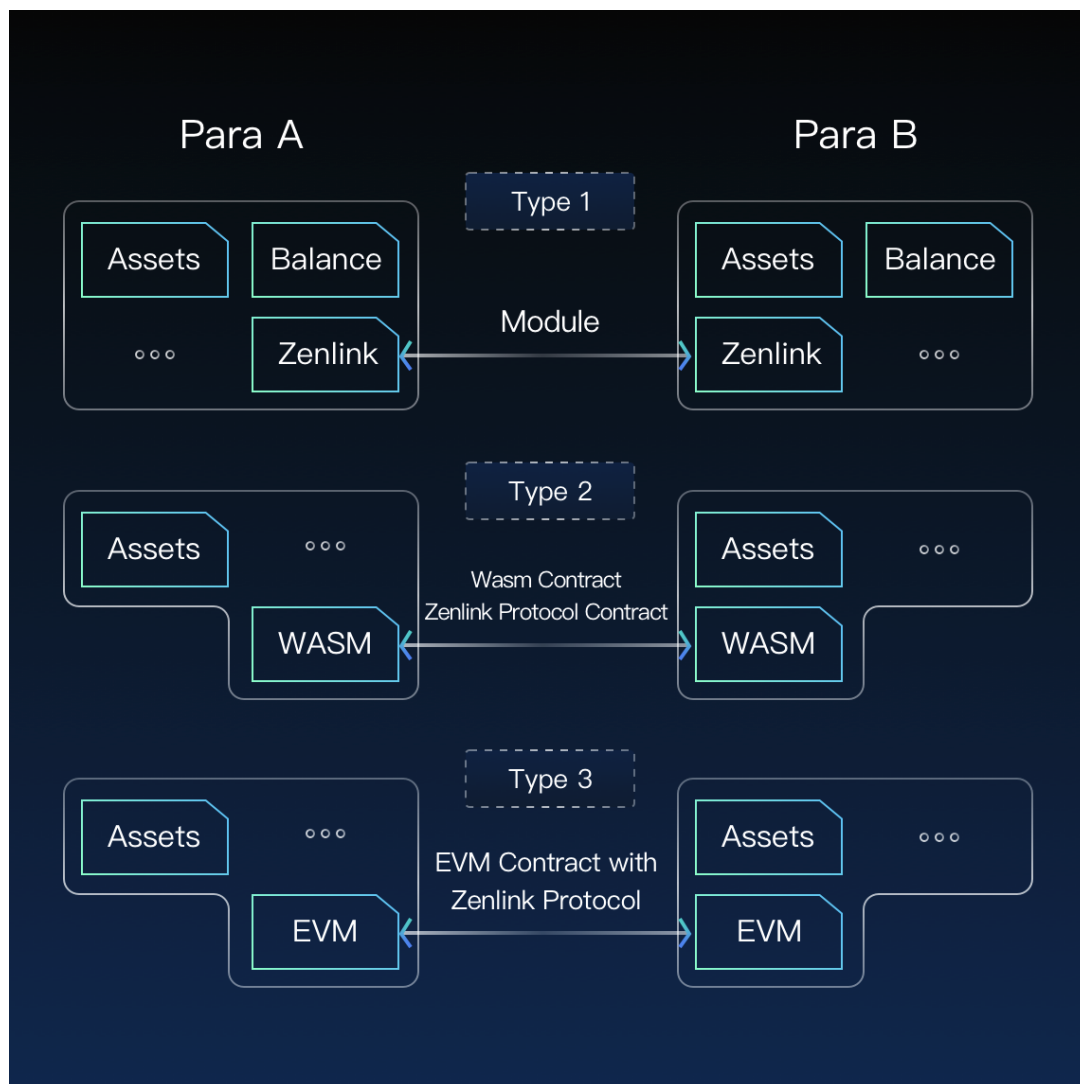 Para A
Para B
Type 1
Assets
Balance
Assets
Balance
Module
Zenlink
Zenlink
Type 2
Assets
Assets
Wasm Contract
Zenlink Protocol Contract
WASM
WASM
Type 3
Assets
Assets
EVM Contract with
Zenlink Protocol
EVM
EVM